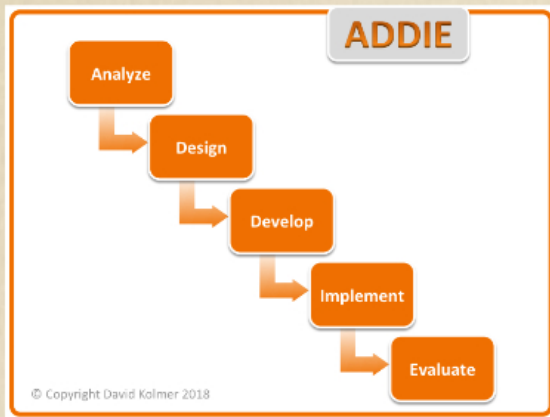 ADDIE
Analyze
Design
Develop
Implement
Evaluate
© Copyright David Kolmer 2018